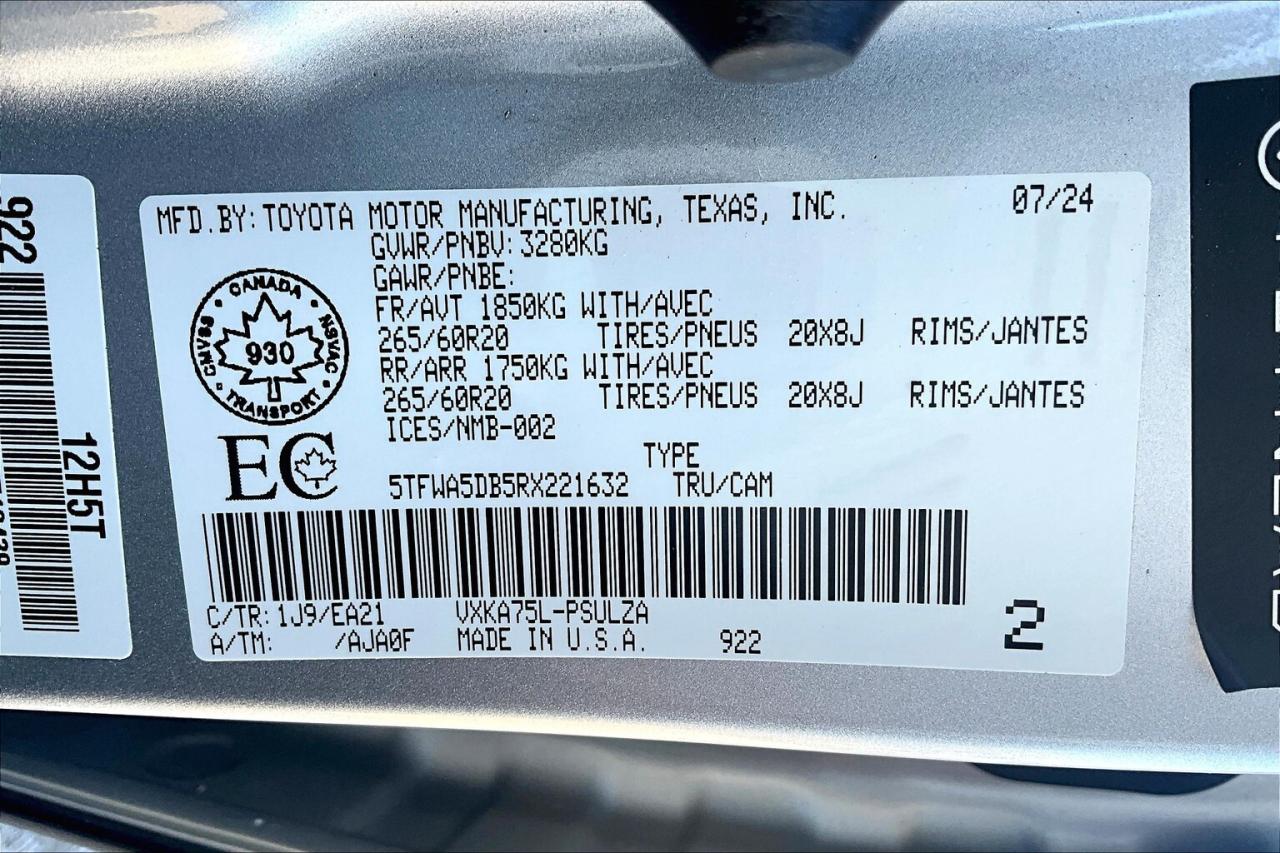 MFD.BY: TOYOTA MOTOR MANUFACTURING, TEXAS, INC. 07/24
GVWR/PNBV: 3280KG
GAWR/PNBE:
FR/AVT 1850KG WITH/AVEC
265/60R20 TIRES/PNEUS 20X8J RIMS/JANTES
RR/ARR 1750KG WITH/AVEC
265/60R20 TIRES/PNEUS 20X8J RIMS/JANTES
ICES/NMB-002
TYPE
5TFWA5DB5RX221632 TRU/CAM
C/TR: 1J9/EA21 VXKA75L-PSULZA
A/TM: /AJA0F MADE IN U.S.A. 922
2
CANADA
CMVSS NSVAC
930
TRANSPORT
EC
922
12H5T